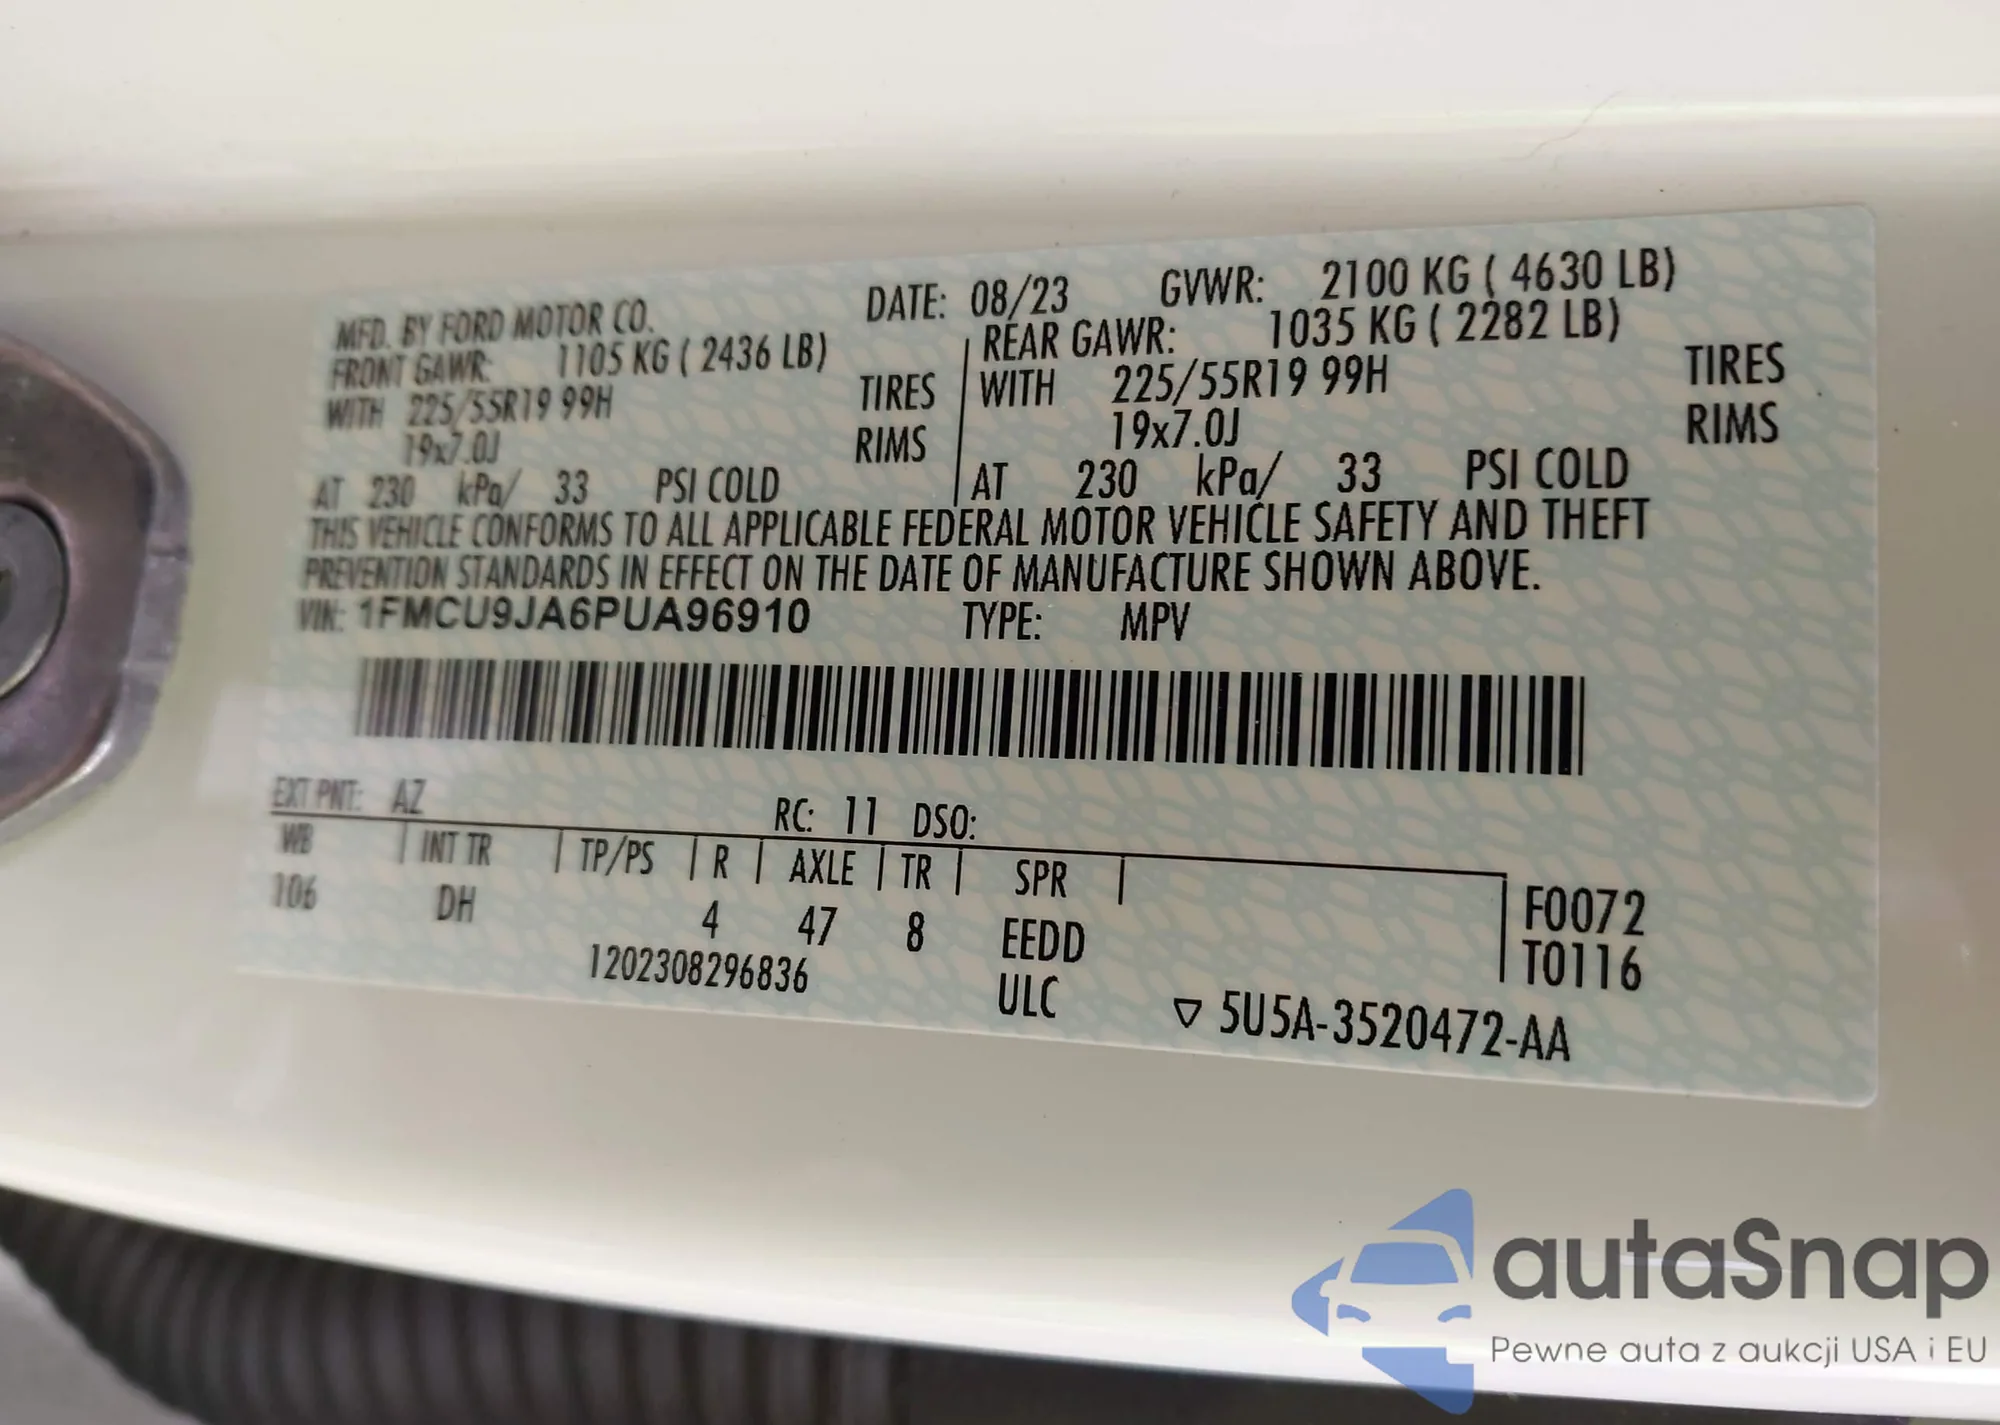 MFD. BY FORD MOTOR CO. DATE: 08/23 GVWR: 2100 KG ( 4630 LB)
FRONT GAWR: 1105 KG ( 2436 LB) REAR GAWR: 1035 KG ( 2282 LB)
WITH 225/55R19 99H TIRES WITH 225/55R19 99H TIRES
19x7.0J RIMS 19x7.0J RIMS
AT 230 kPa/ 33 PSI COLD AT 230 kPa/ 33 PSI COLD
THIS VEHICLE CONFORMS TO ALL APPLICABLE FEDERAL MOTOR VEHICLE SAFETY AND THEFT
PREVENTION STANDARDS IN EFFECT ON THE DATE OF MANUFACTURE SHOWN ABOVE.
VIN: 1FMCU9JA6PUA96910 TYPE: MPV
EXT PNT: AZ RC: 11 DSO:
WB INT TR TP/PS R AXLE TR SPR
106 DH 4 47 8 EEDD F0072
1202308296836 ULC T0116
▽ 5U5A-3520472-AA
autaSnap
Pewne auta z aukcji USA i EU